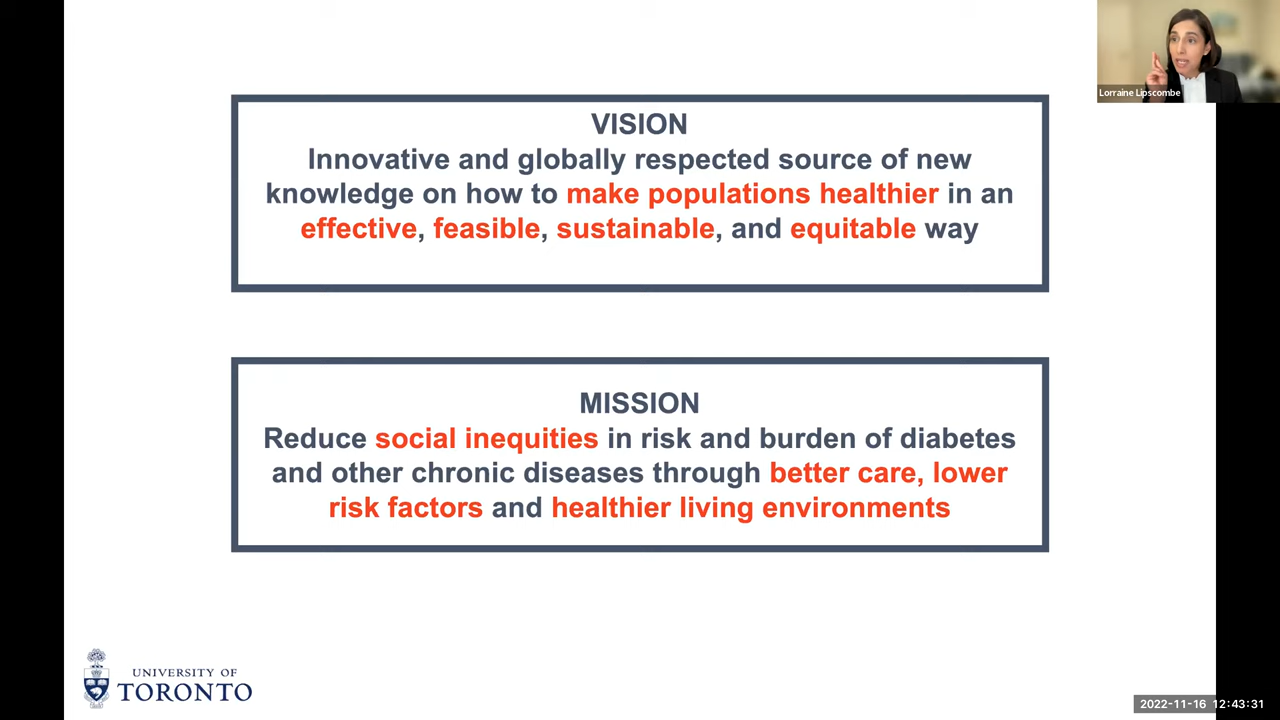 Lorraine Lipscombe
VISION
Innovative and globally respected source of new
knowledge on how to make populations healthier in an
effective, feasible, sustainable, and equitable way
MISSION
Reduce social inequities in risk and burden of diabetes
and other chronic diseases through better care, lower
risk factors and healthier living environments
UNIVERSITY OF
TORONTO
2022-11-16 12:43:31